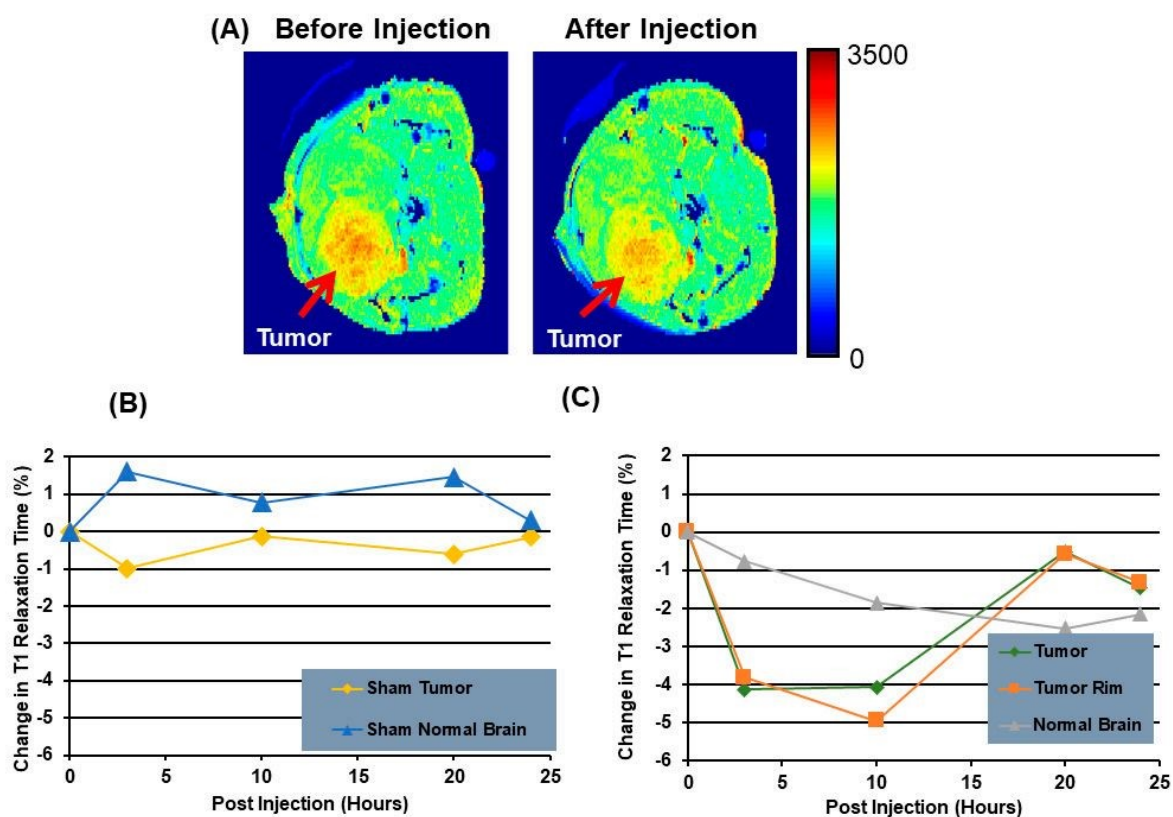 (A) Before Injection After Injection
3500
Tumor Tumor
0
(B)
Change in T1 Relaxation Time (%)
2
1
0
-1
-2
-3
-4
-5
-6
Sham Tumor
Sham Normal Brain
0 5 10 15 20 25
Post Injection (Hours)
(C)
Change in T1 Relaxation Time (%)
2
1
0
-1
-2
-3
-4
-5
-6
Tumor
Tumor Rim
Normal Brain
0 5 10 15 20 25
Post Injection (Hours)